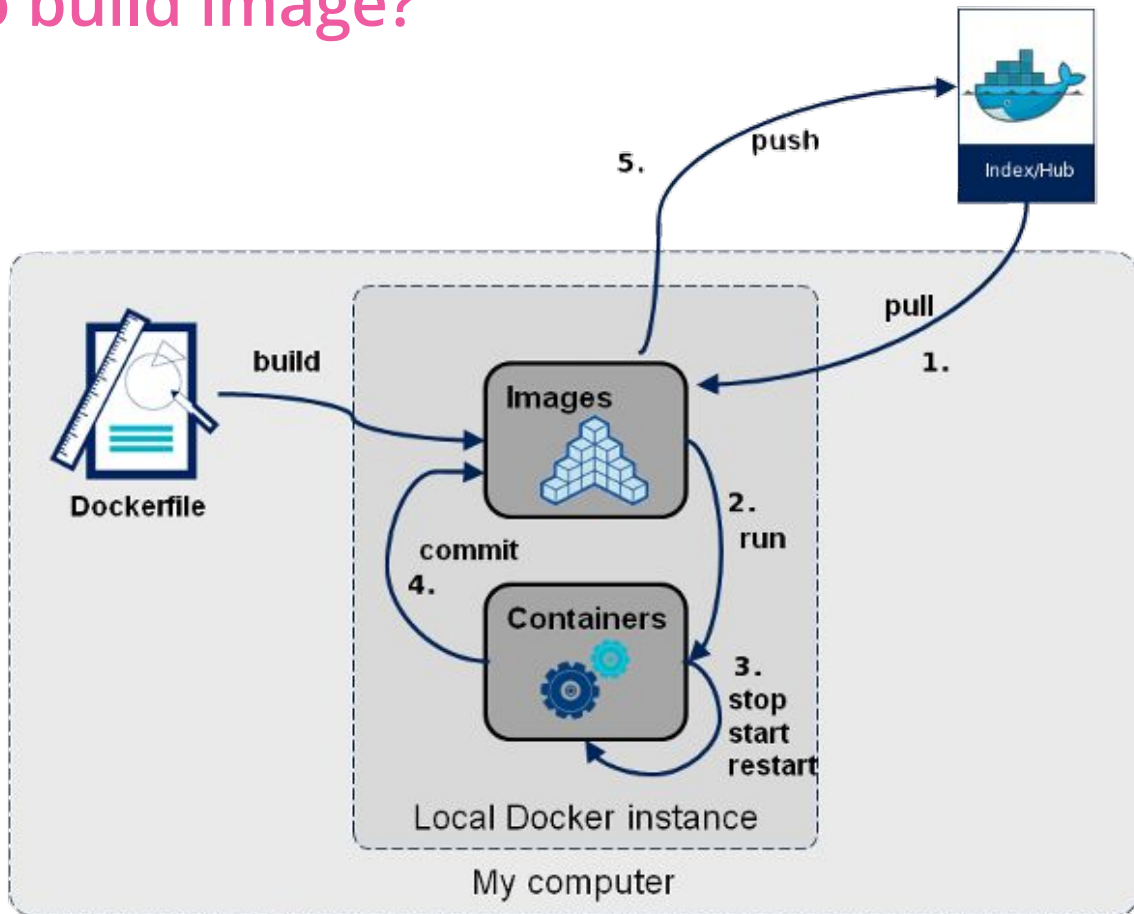 build image?
Index/Hub
push
5.
pull
1.
build
Images
Dockerfile
2.
run
commit
4.
Containers
3.
stop
start
restart
Local Docker instance
My computer